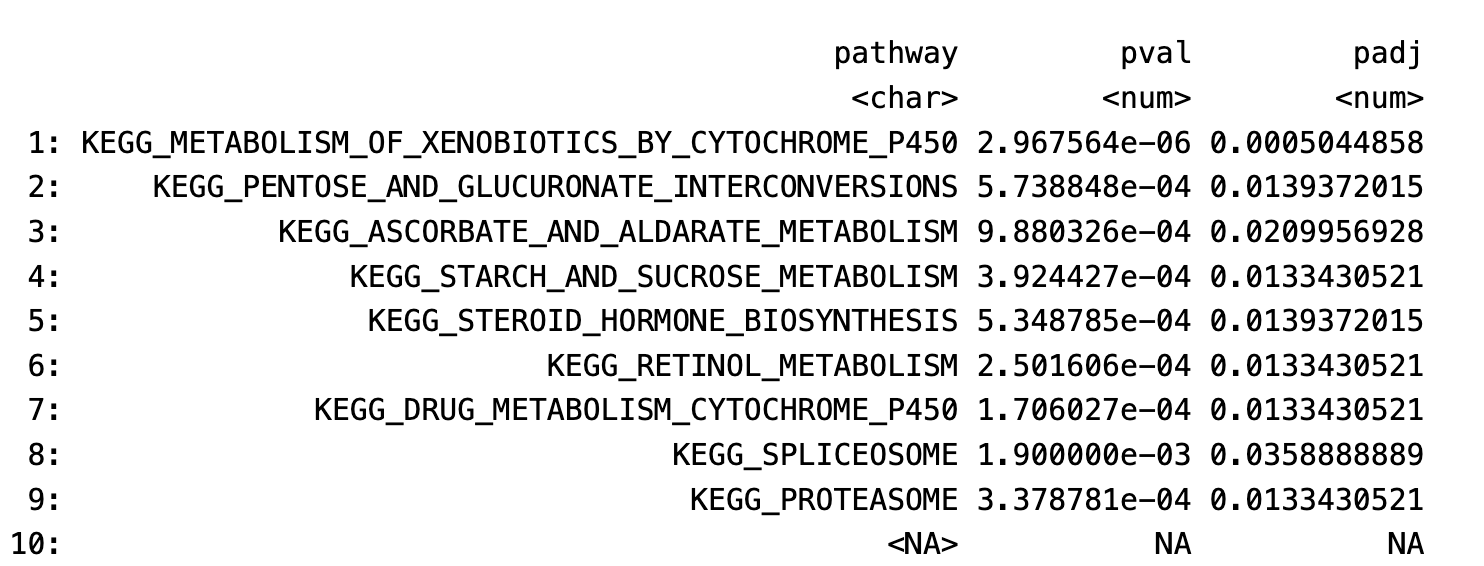 pathway pval padj
<char> <num> <num>
1: KEGG_METABOLISM_OF_XENOBIOTICS_BY_CYTOCHROME_P450 2.967564e-06 0.0005044858
2: KEGG_PENTOSE_AND_GLUCURONATE_INTERCONVERSIONS 5.738848e-04 0.0139372015
3: KEGG_ASCORBATE_AND_ALDARATE_METABOLISM 9.880326e-04 0.0209956928
4: KEGG_STARCH_AND_SUCROSE_METABOLISM 3.924427e-04 0.0133430521
5: KEGG_STEROID_HORMONE_BIOSYNTHESIS 5.348785e-04 0.0139372015
6: KEGG_RETINOL_METABOLISM 2.501606e-04 0.0133430521
7: KEGG_DRUG_METABOLISM_CYTOCHROME_P450 1.706027e-04 0.0133430521
8: KEGG_SPLICEOSOME 1.900000e-03 0.0358888889
9: KEGG_PROTEASOME 3.378781e-04 0.0133430521
10: <NA> NA NA